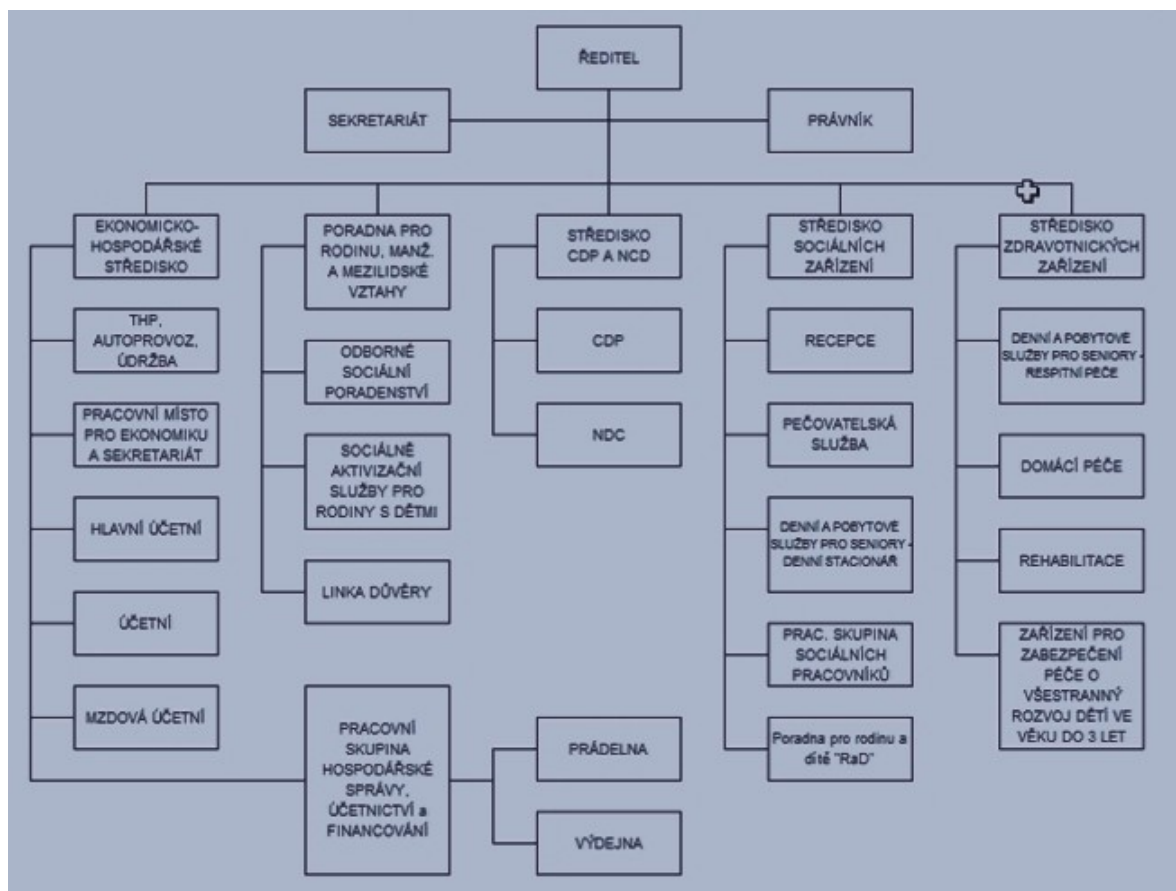 ŘEDITEL
SEKRETARIÁT
PRÁVNÍK
EKONOMICKO-
HOSPODÁŘSKÉ
STŘEDISKO
THP,
AUTOPROVOZ,
ÚDRŽBA
PRACOVNÍ MÍSTO
PRO EKONOMIKU
A SEKRETARIÁT
HLAVNÍ ÚČETNÍ
ÚČETNÍ
MZDOVÁ ÚČETNÍ
PORADNA PRO
RODINU, MANŽ.
A MEZILIDSKÉ
VZTAHY
ODBORNÉ
SOCIÁLNÍ
PORADENSTVÍ
SOCIÁLNĚ
AKTIVIZAČNÍ
SLUŽBY PRO
RODINY S DĚTMI
LINKA DŮVĚRY
PRACOVNÍ
SKUPINA
HOSPODÁŘSKÉ
SPRÁVY,
ÚČETNICTVÍ a
FINANCOVÁNÍ
PRÁDELNA
VÝDEJNA
STŘEDISKO
CDP A NCD
CDP
NDC
STŘEDISKO
SOCIÁLNÍCH
ZAŘÍZENÍ
RECEPCE
PEČOVATELSKÁ
SLUŽBA
DENNÍ A POBYTOVÉ
SLUŽBY PRO SENIORY -
DENNÍ STACIONÁŘ
PRAC. SKUPINA
SOCIÁLNÍCH
PRACOVNÍKŮ
Poradna pro rodinu a
dítě "RaD"
STŘEDISKO
ZDRAVOTNICKÝCH
ZAŘÍZENÍ
DENNÍ A POBYTOVÉ
SLUŽBY PRO SENIORY -
RESPITNÍ PÉČE
DOMÁCÍ PÉČE
REHABILITACE
ZAŘÍZENÍ PRO
ZABEZPEČENÍ
PÉČE O
VŠESTRANNÝ
ROZVOJ DĚTÍ VE
VĚKU DO 3 LET